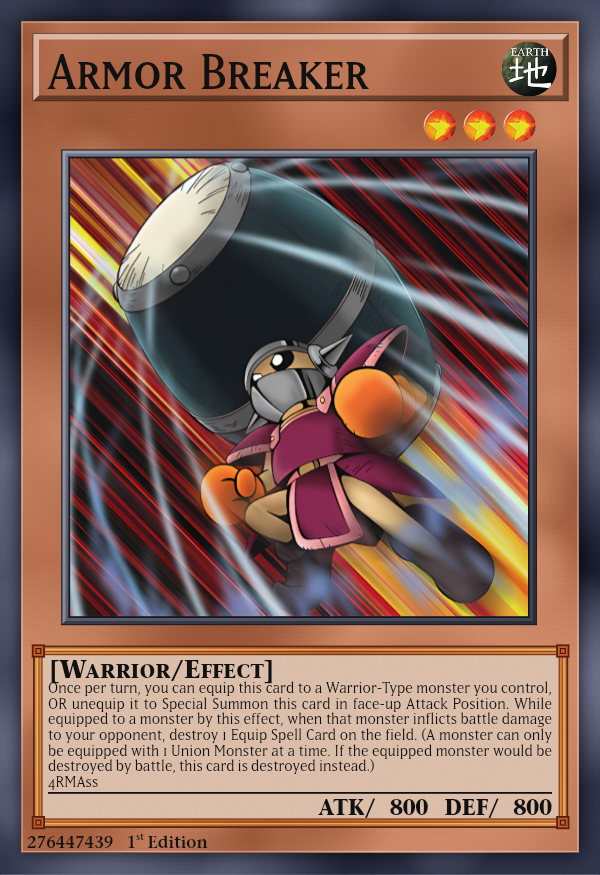 Armor Breaker
EARTH
地
[Warrior/Effect]
Once per turn, you can equip this card to a Warrior-Type monster you control,
OR unequip it to Special Summon this card in face-up Attack Position. While
equipped to a monster by this effect, when that monster inflicts battle damage
to your opponent, destroy 1 Equip Spell Card on the field. (A monster can only
be equipped with 1 Union Monster at a time. If the equipped monster would be
destroyed by battle, this card is destroyed instead.)
4RMAss
ATK/ 800 DEF/ 800
276447439 1st Edition